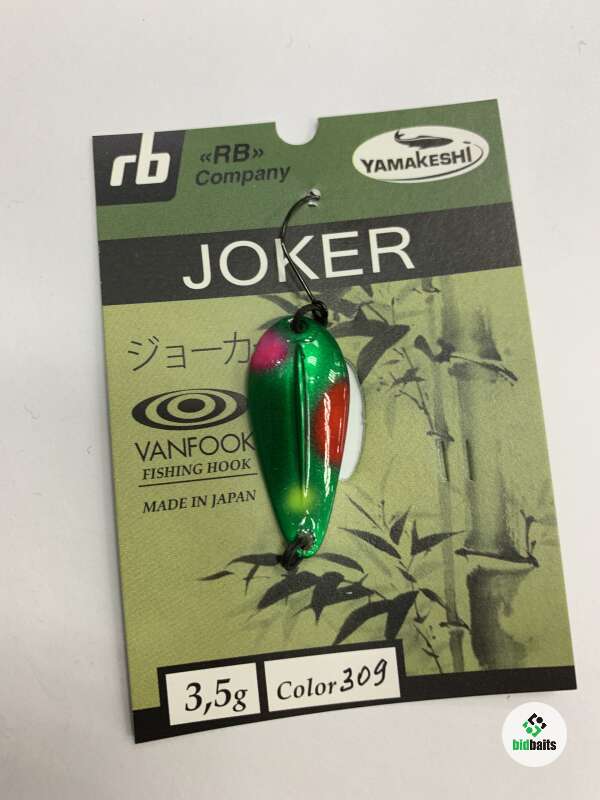 rb
«RB»
Company
YAMAKESHI
JOKER
ジョーカ
VANFOOK
FISHING HOOK
MADE IN JAPAN
3,5g
Color 309
bidbaits